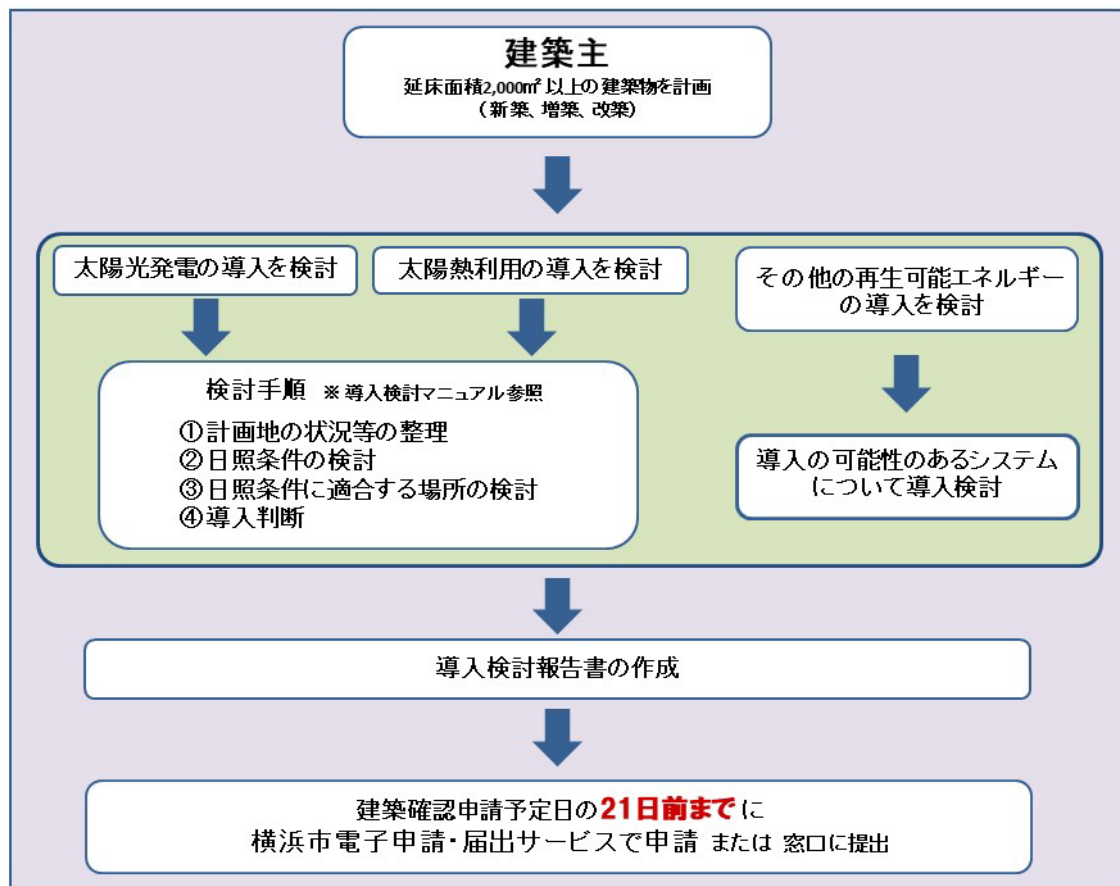 建築主
延床面積2,000㎡以上の建築物を計画
（新築、増築、改築）
太陽光発電の導入を検討
太陽熱利用の導入を検討
その他の再生可能エネルギー
の導入を検討
検討手順 ※導入検討マニュアル参照
①計画地の状況等の整理
②日照条件の検討
③日照条件に適合する場所の検討
④導入判断
導入の可能性のあるシステム
について導入検討
導入検討報告書の作成
建築確認申請予定日の21日前までに
横浜市電子申請・届出サービスで申請 または 窓口に提出